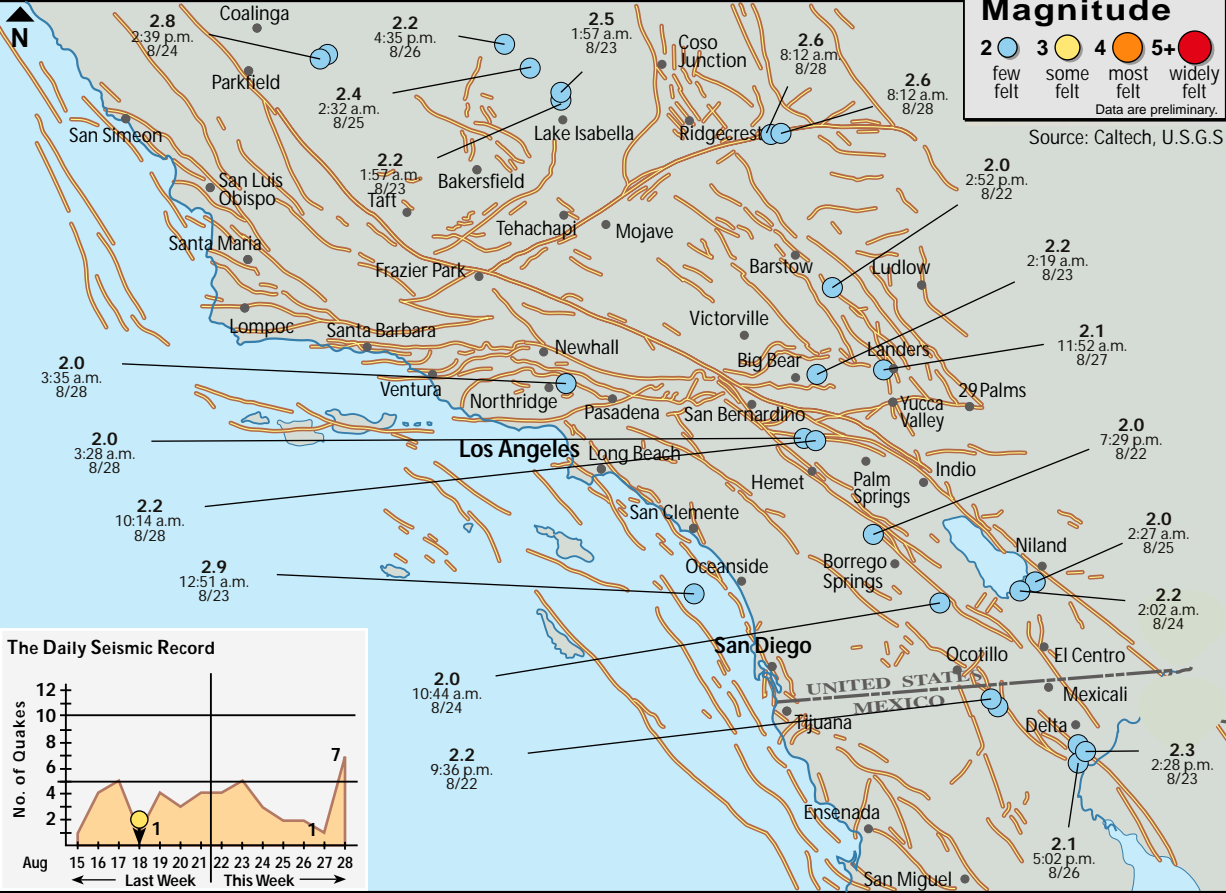 N
Coalinga
2.8
2:39 p.m.
8/24
2.2
4:35 p.m.
8/26
2.5
1:57 a.m.
8/23
Coso
Junction
2.6
8:12 a.m.
8/28
Magnitude
2 3 4 5+
few
felt
some
felt
most
felt
widely
felt
Data are preliminary.
Source: Caltech, U.S.G.S
2.6
8:12 a.m.
8/28
Parkfield
2.4
2:32 a.m.
8/25
San Simeon
Lake Isabella
Ridgecrest
2.2
1:57 a.m.
8/23
Bakersfield
Taft
San Luis
Obispo
2.0
2:52 p.m.
8/22
Tehachapi
Mojave
Santa Maria
Frazier Park
Barstow
Ludlow
2.2
2:19 a.m.
8/23
Lompoc
Santa Barbara
Victorville
Newhall
Big Bear
Landers
2.1
11:52 a.m.
8/27
2.0
3:35 a.m.
8/28
Ventura
Northridge
Pasadena
San Bernardino
29 Palms
Yucca
Valley
2.0
3:28 a.m.
8/28
Los Angeles
Long Beach
2.0
7:29 p.m.
8/22
Hemet
Palm
Springs
Indio
2.2
10:14 a.m.
8/28
San Clemente
2.0
2:27 a.m.
8/25
Niland
2.9
12:51 a.m.
8/23
Oceanside
Borrego
Springs
2.2
2:02 a.m.
8/24
San Diego
Ocotillo
El Centro
2.0
10:44 a.m.
8/24
UNITED STATES
MEXICO
Mexicali
Tijuana
Delta
2.2
9:36 p.m.
8/22
2.3
2:28 p.m.
8/23
Ensenada
2.1
5:02 p.m.
8/26
San Miguel
The Daily Seismic Record
No. of Quakes
12
10
8
6
4
2
7
1
1
Aug 15 16 17 18 19 20 21 22 23 24 25 26 27 28
Last Week This Week